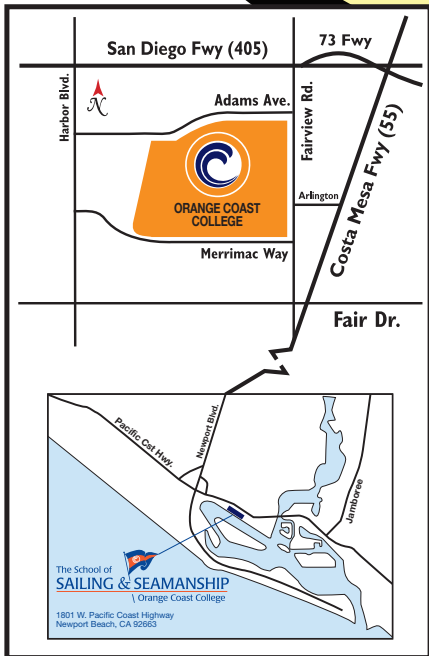 San Diego Fwy (405)
73 Fwy
Harbor Blvd.
N
Adams Ave.
Fairview Rd.
Costa Mesa Fwy (55)
ORANGE COAST
COLLEGE
Arlington
Merrimac Way
Fair Dr.
Pacific Cst Hwy.
Newport Blvd.
Jamboree
The School of
SAILING & SEAMANSHIP
\ Orange Coast College
1801 W. Pacific Coast Highway
Newport Beach, CA 92663